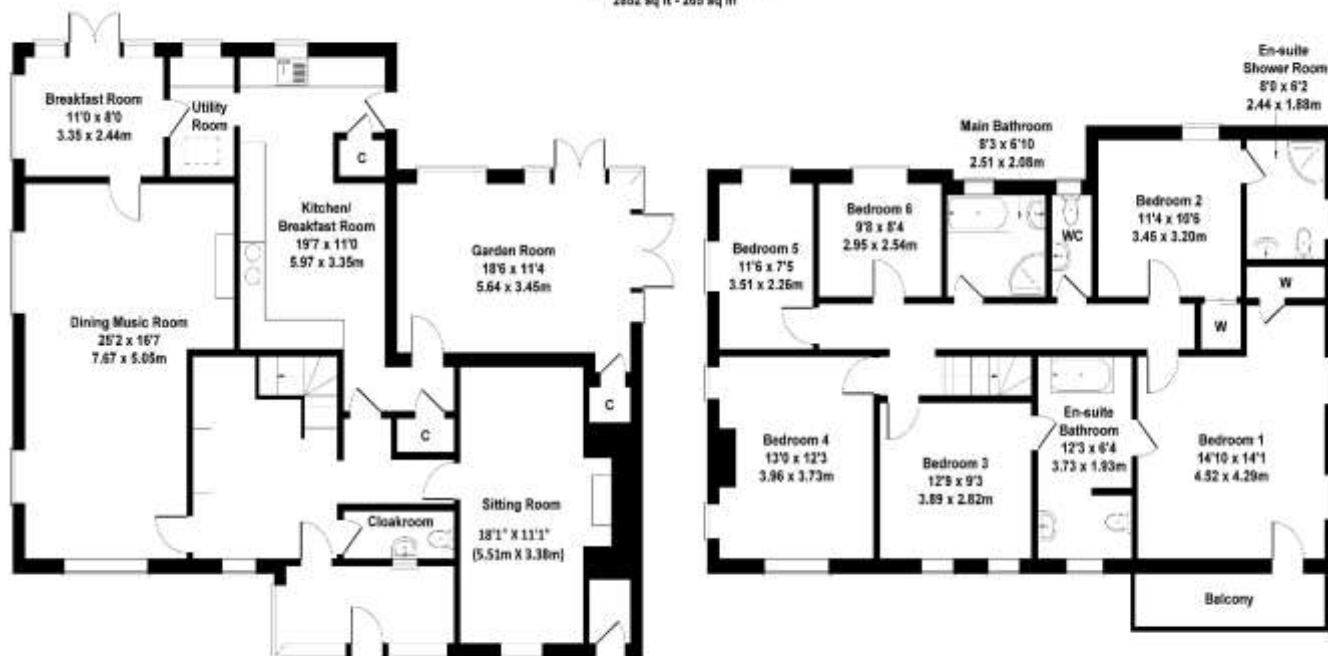 2852 sq ft - 265 sq m
Breakfast Room
11'0 x 8'0
3.35 x 2.44m
Utility
Room
C
Kitchen/
Breakfast Room
19'7 x 11'0
5.97 x 3.35m
Garden Room
18'6 x 11'4
5.64 x 3.45m
Dining Music Room
25'2 x 16'7
7.67 x 5.05m
C
C
Cloakroom
Sitting Room
18'1" X 11'1"
(5.51m X 3.38m)
En-suite
Shower Room
8'0 x 6'2
2.44 x 1.88m
Main Bathroom
8'3 x 6'10
2.51 x 2.08m
Bedroom 2
11'4 x 10'6
3.45 x 3.20m
Bedroom 6
9'8 x 8'4
2.95 x 2.54m
WC
Bedroom 5
11'6 x 7'5
3.51 x 2.26m
W
W
Bedroom 4
13'0 x 12'3
3.96 x 3.73m
Bedroom 3
12'9 x 9'3
3.89 x 2.82m
En-suite
Bathroom
12'3 x 6'4
3.73 x 1.93m
Bedroom 1
14'10 x 14'1
4.52 x 4.29m
Balcony